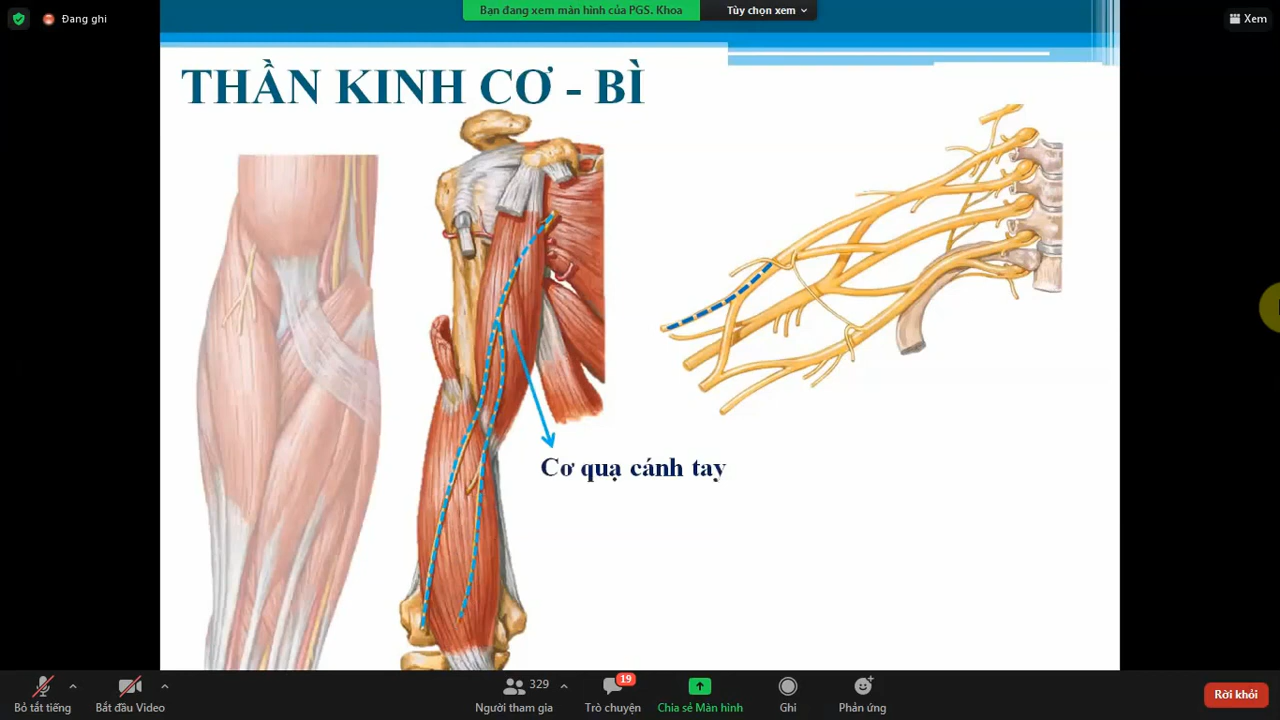 Đang ghi
Bạn đang xem màn hình của PGS. Khoa
Tùy chọn xem
Xem
THẦN KINH CƠ - BÌ
Cơ quạ cánh tay
Bỏ tắt tiếng
Bắt đầu Video
329
Người tham gia
19
Trò chuyện
Chia sẻ Màn hình
Ghi
Phản ứng
Rời khỏi